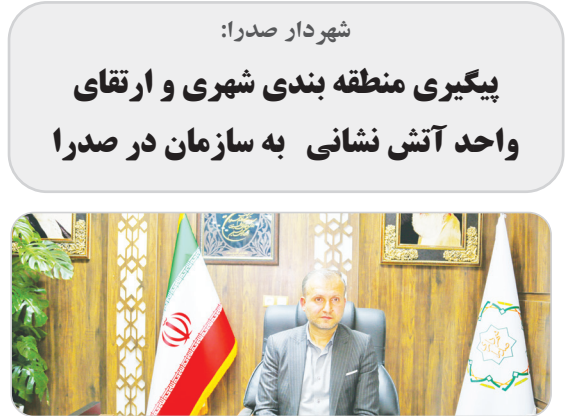 شهردار صدرا:
پیگیری منطقه بندی شهری و ارتقای
واحد آتش نشانی به سازمان در صدرا